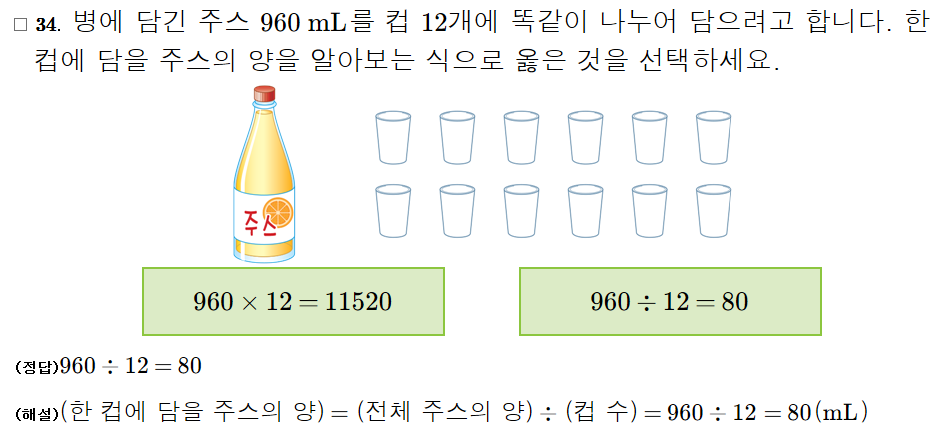 □ 34. 병에 담긴 주스 960 mL를 컵 12개에 똑같이 나누어 담으려고 합니다. 한
컵에 담을 주스의 양을 알아보는 식으로 옳은 것을 선택하세요.
주스
960 × 12 = 11520
960 ÷ 12 = 80
(정답)960 ÷ 12 = 80
(해설)(한 컵에 담을 주스의 양) = (전체 주스의 양) ÷ (컵 수) = 960 ÷ 12 = 80(mL)